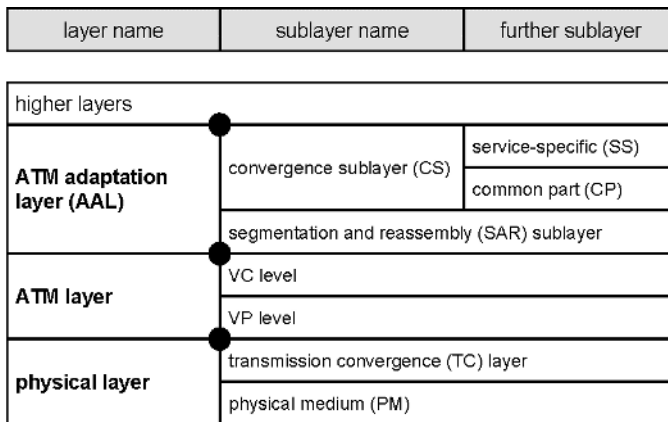 layer name sublayer name further sublayer
higher layers
ATM adaptation
layer (AAL)
convergence sublayer (CS)
service-specific (SS)
common part (CP)
segmentation and reassembly (SAR) sublayer
ATM layer
VC level
VP level
physical layer
transmission convergence (TC) layer
physical medium (PM)